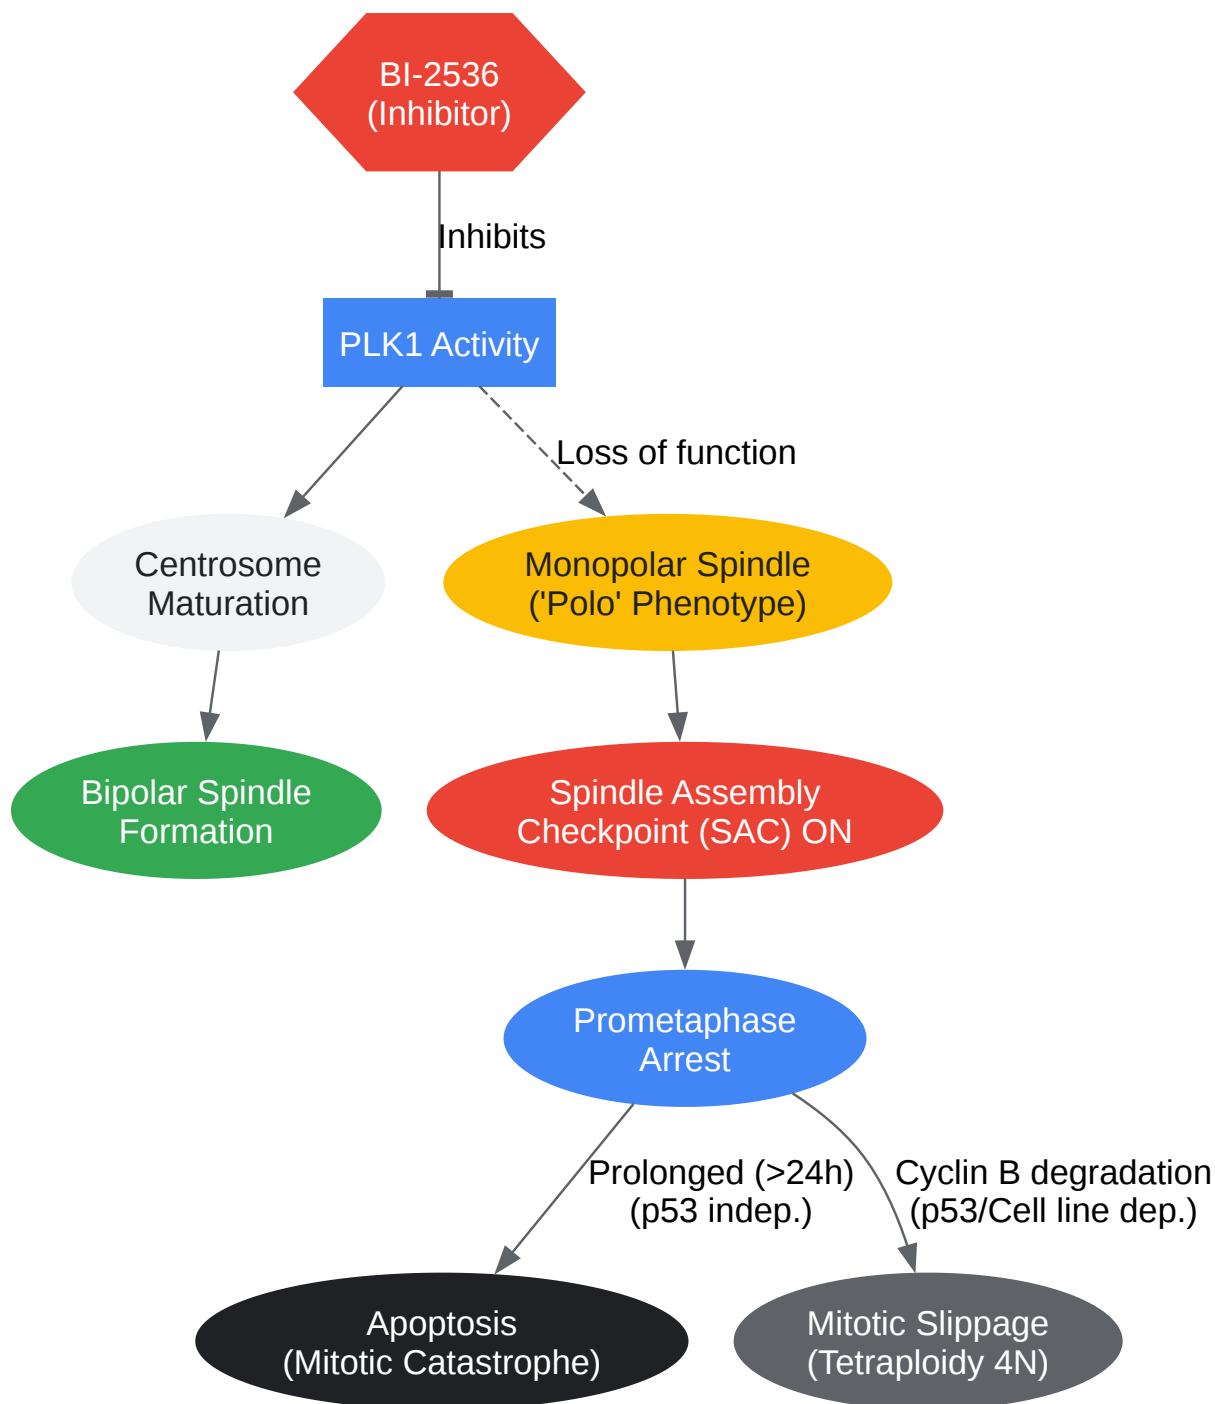 BI-2536
(Inhibitor)
Inhibits
PLK1 Activity
Loss of function
Centrosome
Maturation
Monopolar Spindle
('Polo' Phenotype)
Bipolar Spindle
Formation
Spindle Assembly
Checkpoint (SAC) ON
Prometaphase
Arrest
Prolonged (>24h)
(p53 indep.)
Cyclin B degradation
(p53/Cell line dep.)
Apoptosis
(Mitotic Catastrophe)
Mitotic Slippage
(Tetraploidy 4N)